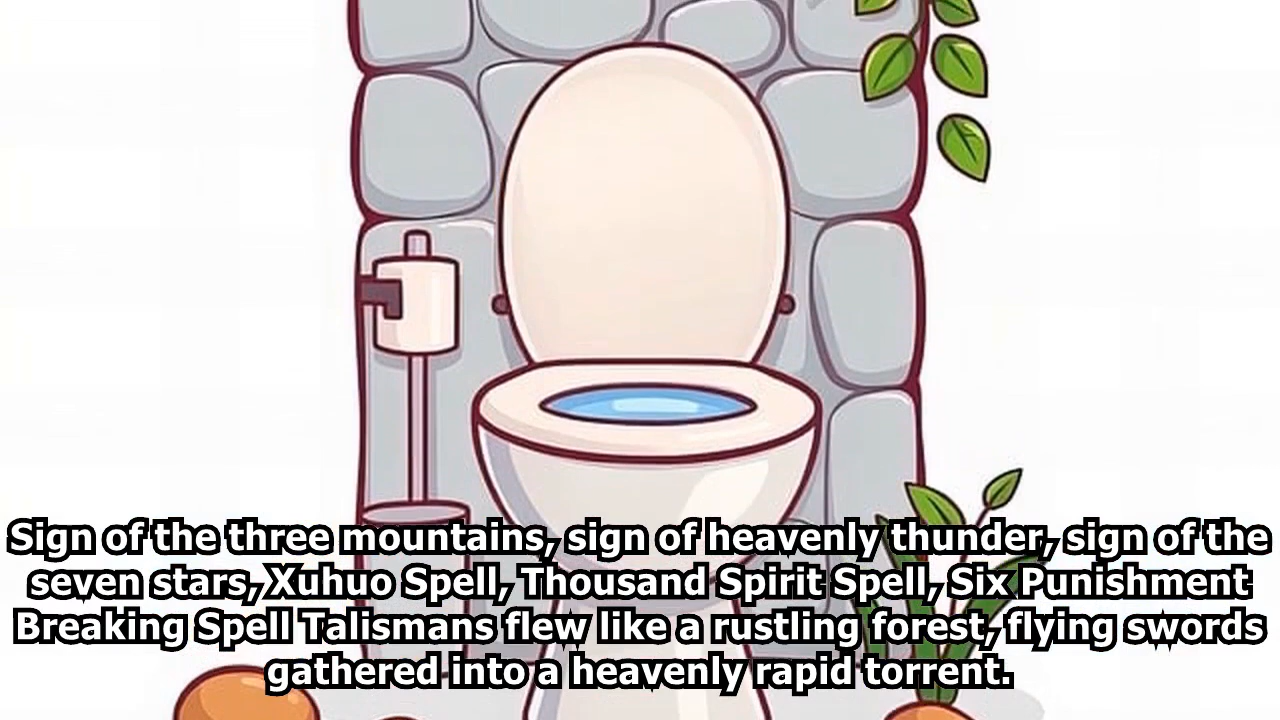 Sign of the three mountains, sign of heavenly thunder, sign of the
seven stars, Xuhuo Spell, Thousand Spirit Spell, Six Punishment
Breaking Spell Talismans flew like a rustling forest, flying swords
gathered into a heavenly rapid torrent.